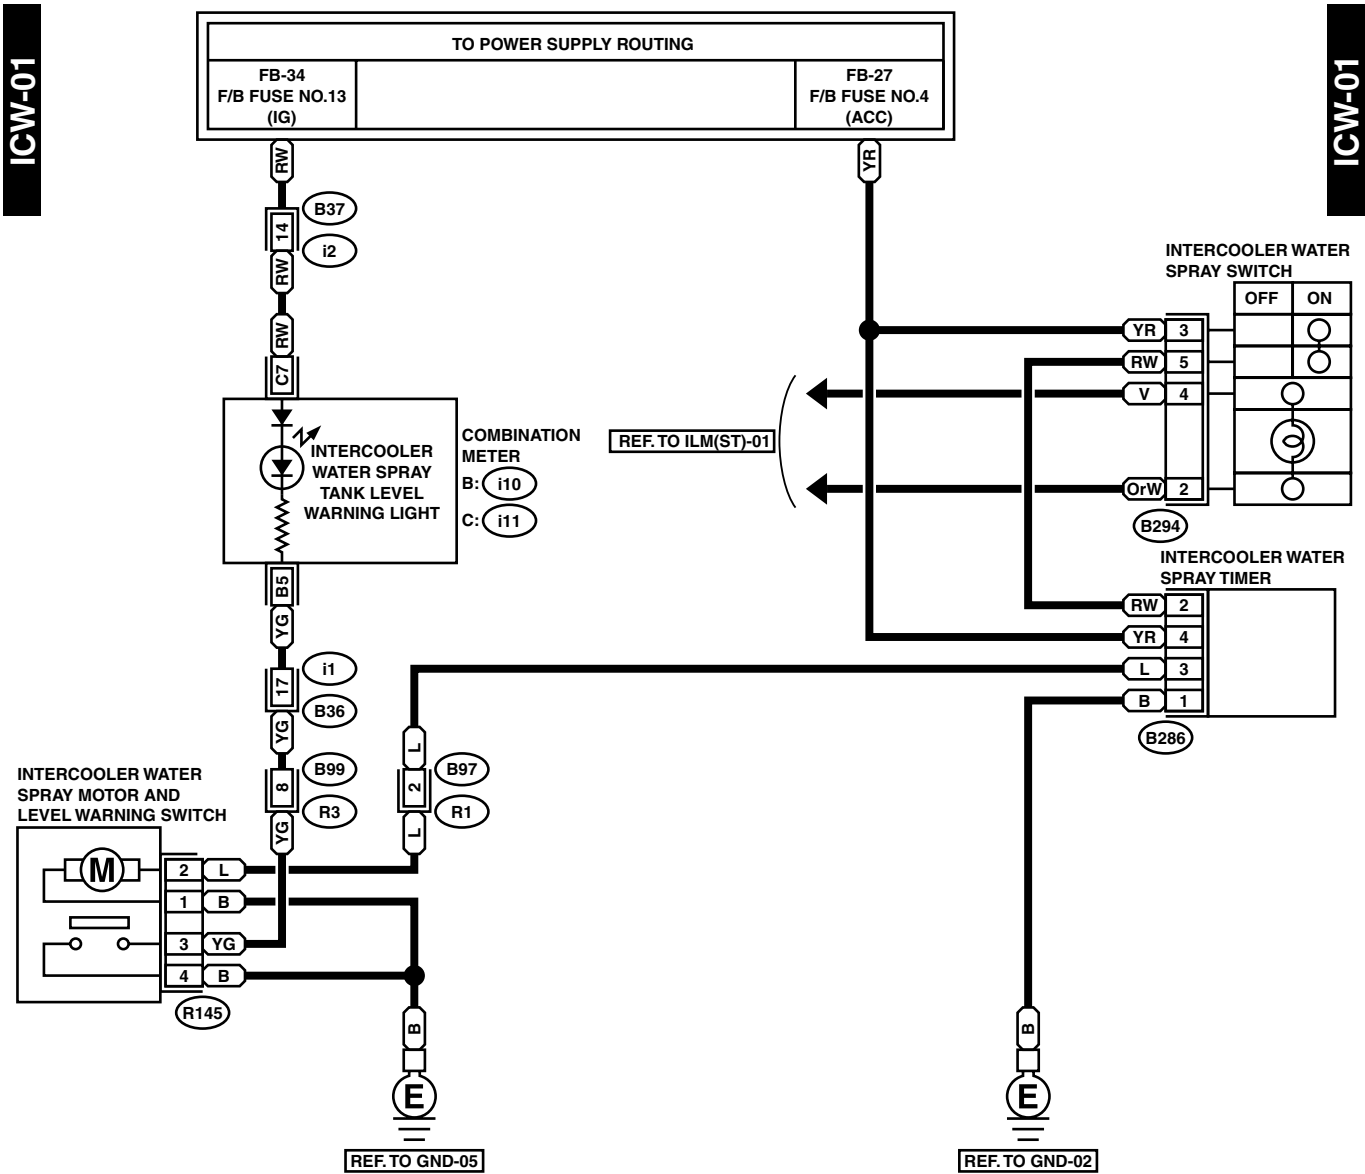 ICW-01
ICW-01
TO POWER SUPPLY ROUTING
FB-34
F/B FUSE NO.13
(IG)
FB-27
F/B FUSE NO.4
(ACC)
RW
YR
14
B37
i2
RW
RW
C7
INTERCOOLER
WATER SPRAY
TANK LEVEL
WARNING LIGHT
COMBINATION
METER
B: i10
C: i11
REF. TO ILM(ST)-01
INTERCOOLER WATER
SPRAY SWITCH
OFF ON
YR 3
RW 5
V 4
OrW 2
B294
INTERCOOLER WATER
SPRAY TIMER
RW 2
YR 4
L 3
B 1
B286
B5
YG
17
i1
B36
YG
8
B99
R3
YG
L
2
B97
R1
L
INTERCOOLER WATER
SPRAY MOTOR AND
LEVEL WARNING SWITCH
M
2 L
1 B
3 YG
4 B
R145
B
E
REF. TO GND-05
B
E
REF. TO GND-02